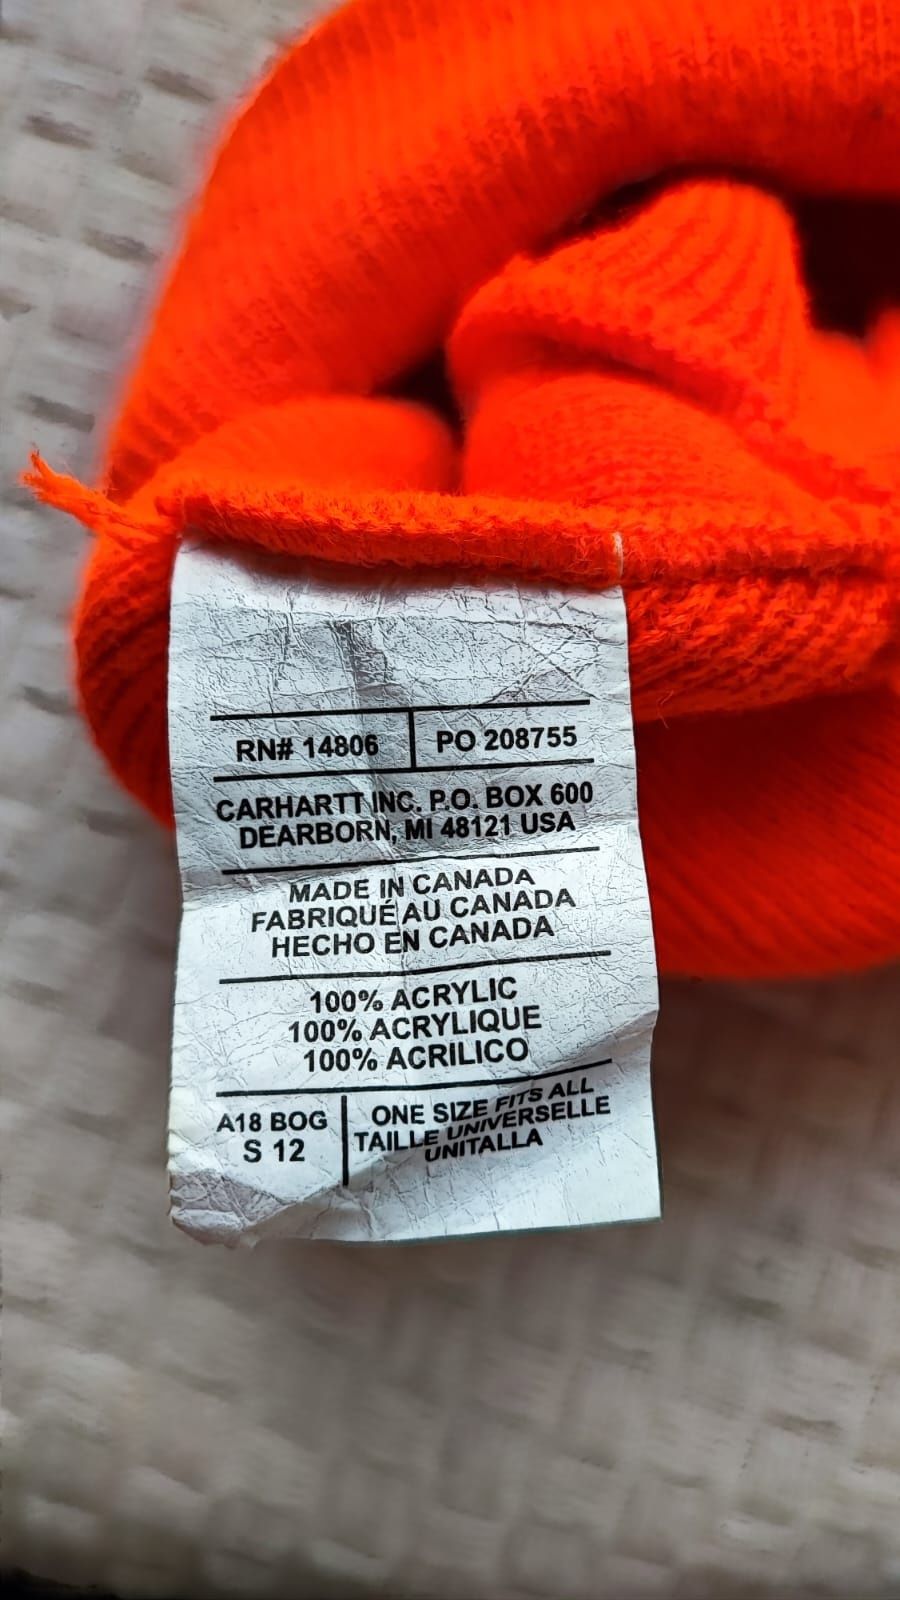 RN# 14806
PO 208755
CARHARTT INC. P.O. BOX 600
DEARBORN, MI 48121 USA
MADE IN CANADA
FABRIQUÉ AU CANADA
HECHO EN CANADA
100% ACRYLIC
100% ACRYLIQUE
100% ACRILICO
A18 BOG
S 12
ONE SIZE FITS ALL
TAILLE UNIVERSELLE
UNITALLA